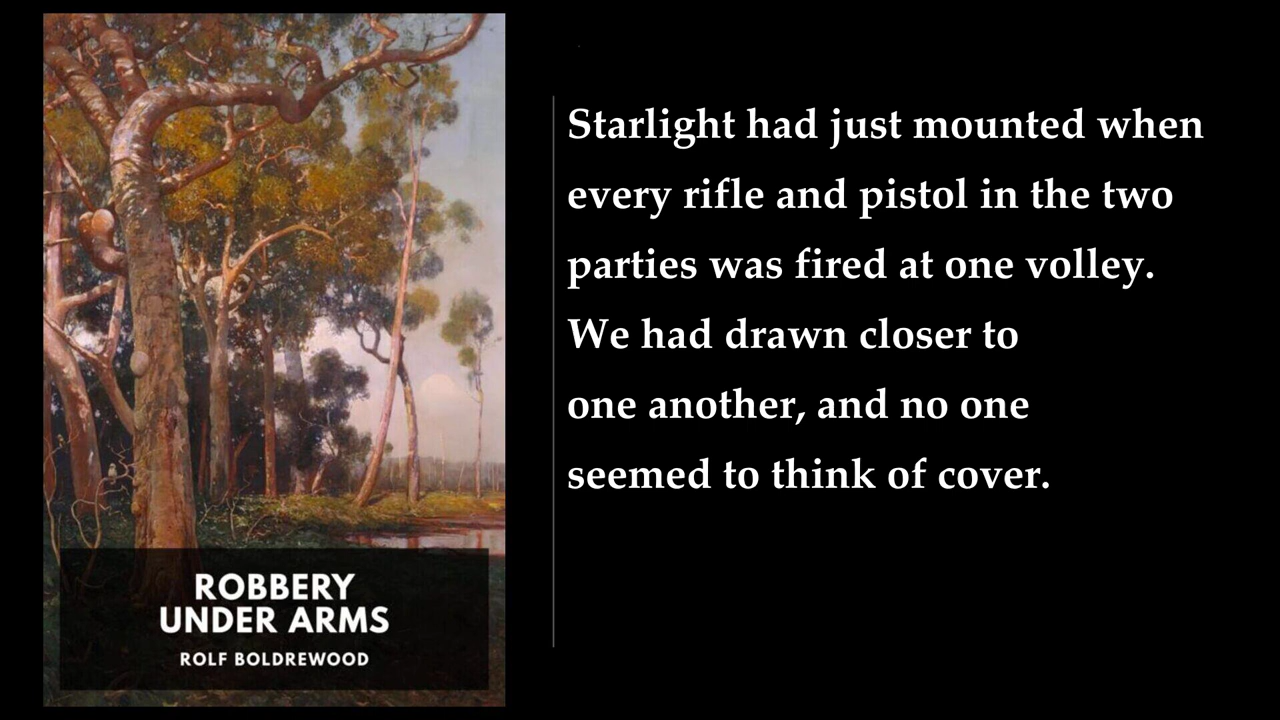 Starlight had just mounted when
every rifle and pistol in the two
parties was fired at one volley.
We had drawn closer to
one another, and no one
seemed to think of cover.
ROBBERY
UNDER ARMS
ROLF BOLDREWOOD